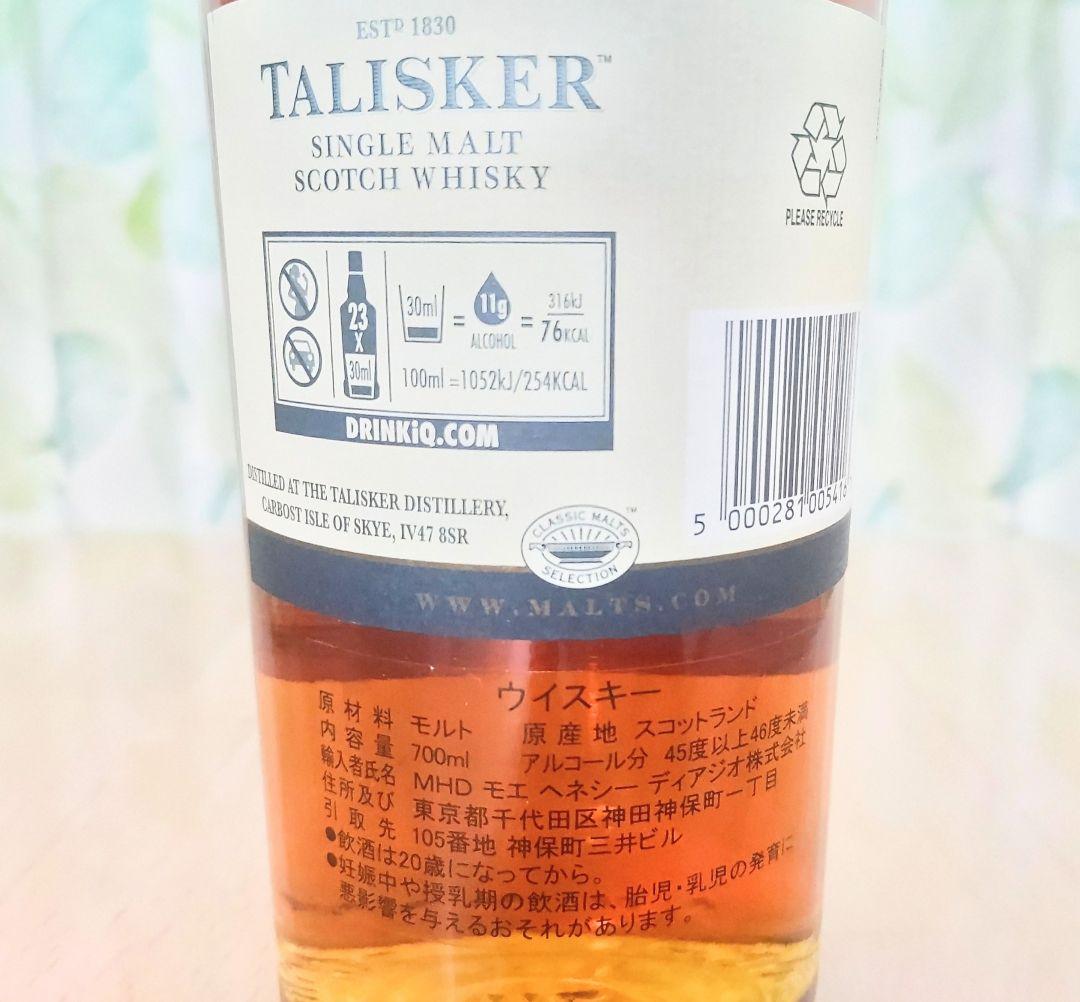 ESTD 1830
TALISKER™
SINGLE MALT
SCOTCH WHISKY
PLEASE RECYCLE
23
X
30ml
30ml = 11g ALCOHOL = 316kJ 76KCAL
100ml =1052kJ/254KCAL
DRINKiQ.COM
DISTILLED AT THE TALISKER DISTILLERY,
CARBOST ISLE OF SKYE, IV47 8SR
CLASSIC MALTS™
SELECTION
5 000281 005416
WWW.MALTS.COM
ウイスキー
原材料 モルト 原産地 スコットランド
内容量 700ml アルコール分 45度以上46度未満
輸入者氏名 MHD モエ ヘネシー ディアジオ株式会社
住所及び 東京都千代田区神田神保町一丁目
引取先 105番地 神保町三井ビル
●飲酒は20歳になってから。
●妊娠中や授乳期の飲酒は、胎児・乳児の発育に
悪影響を与えるおそれがあります。